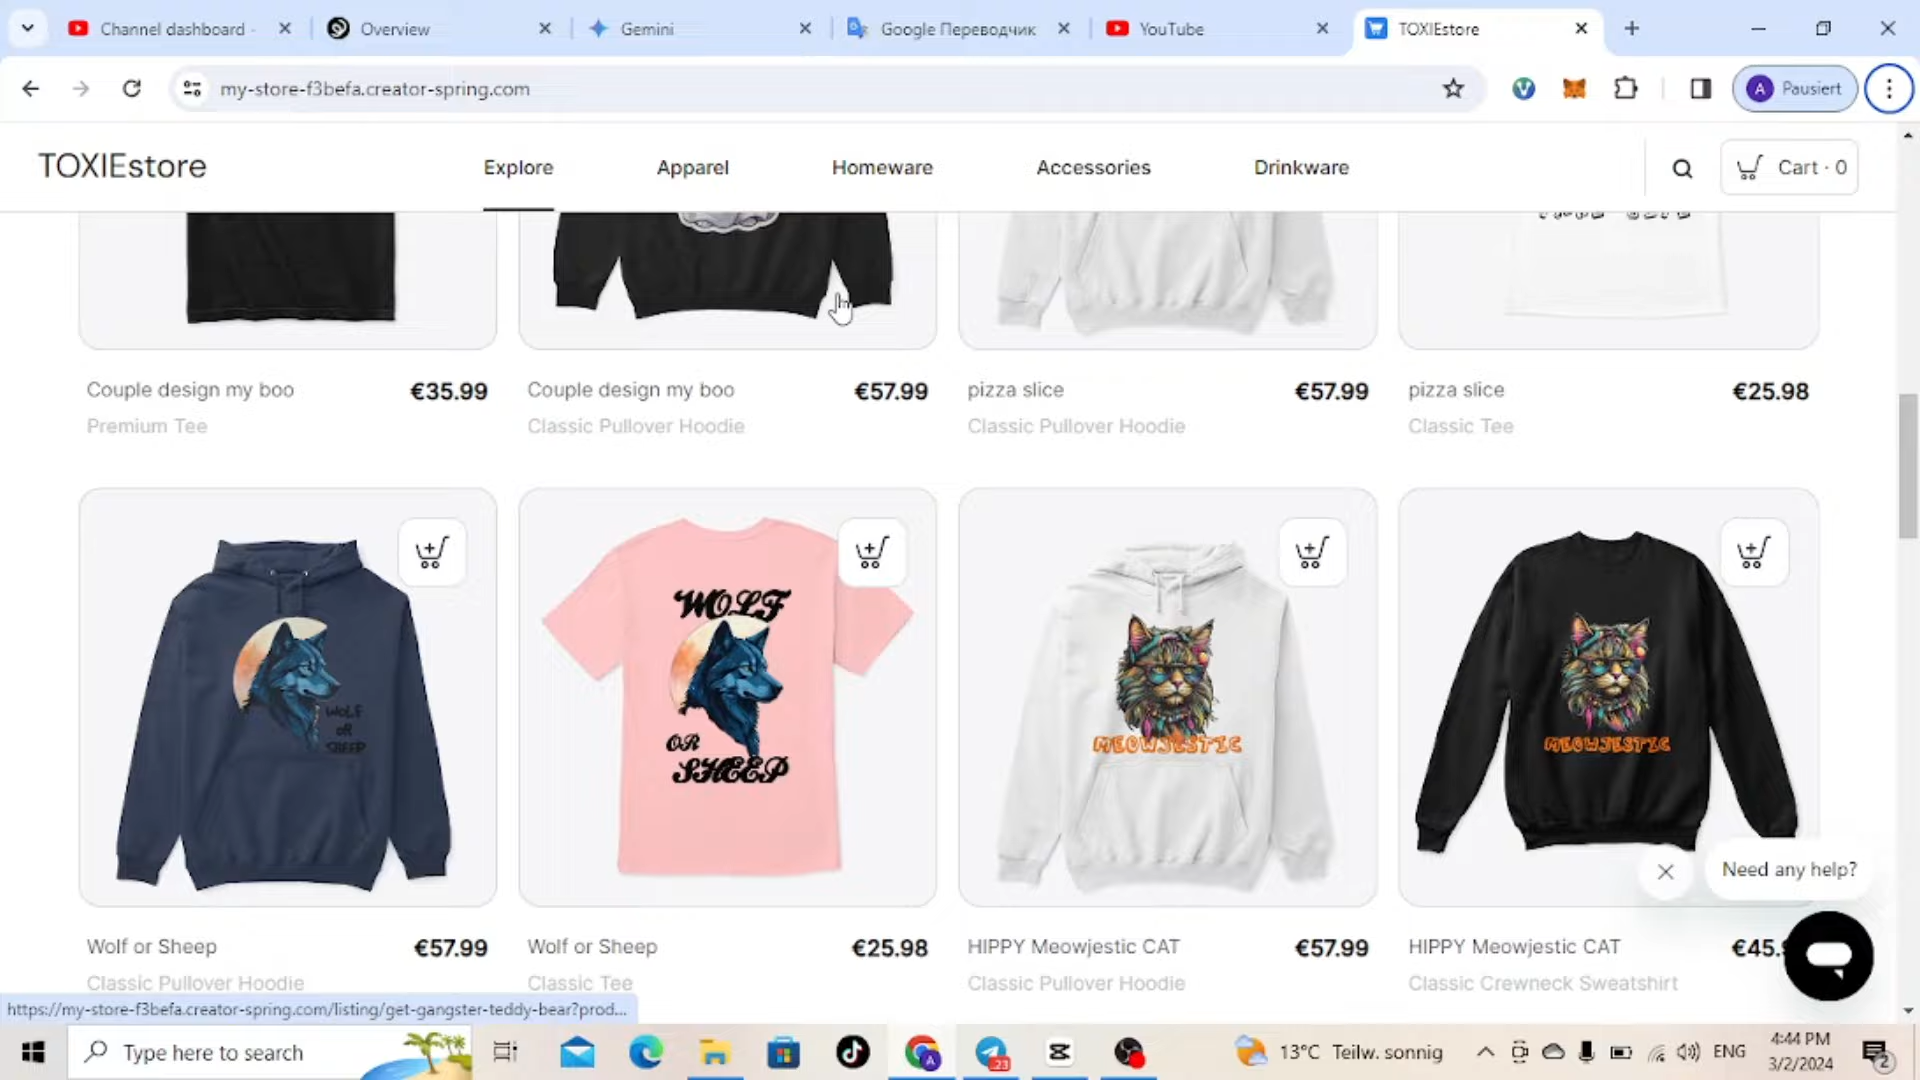 Channel dashboard -
Overview
Gemini
Google Переводчик
YouTube
TOXIEstore
my-store-f3befa.creator-spring.com
A Pausiert
TOXIEstore
Explore
Apparel
Homeware
Accessories
Drinkware
Cart · 0
Couple design my boo €35.99
Premium Tee
Couple design my boo €57.99
Classic Pullover Hoodie
pizza slice €57.99
Classic Pullover Hoodie
pizza slice €25.98
Classic Tee
WOLF
OR
SHEEP
WOLF
OR
SHEEP
MEOWJESTIC
MEOWJESTIC
Need any help?
Wolf or Sheep €57.99
Classic Pullover Hoodie
Wolf or Sheep €25.98
Classic Tee
HIPPY Meowjestic CAT €57.99
Classic Pullover Hoodie
HIPPY Meowjestic CAT €45.
Classic Crewneck Sweatshirt
https://my-store-f3befa.creator-spring.com/listing/get-gangster-teddy-bear?prod...
Type here to search
A
23
13°C Teilw. sonnig
ENG
4:44 PM
3/2/2024
2